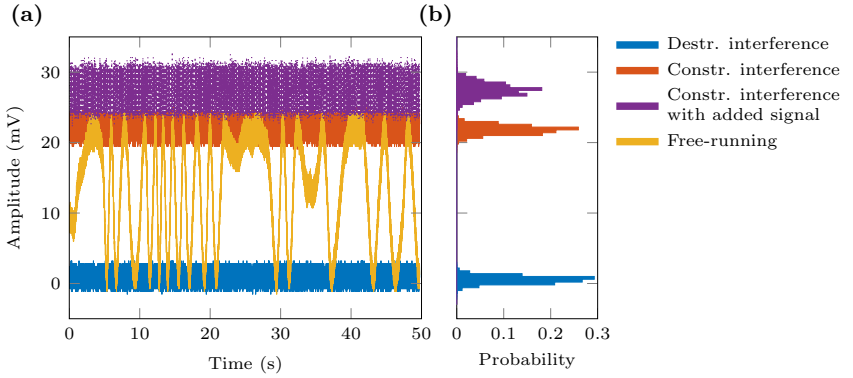 (a)
(b)
30
20
10
0
Amplitude (mV)
0
10
20
30
40
50
Time (s)
0
0.1
0.2
0.3
Probability
Destr. interference
Constr. interference
Constr. interference
with added signal
Free-running